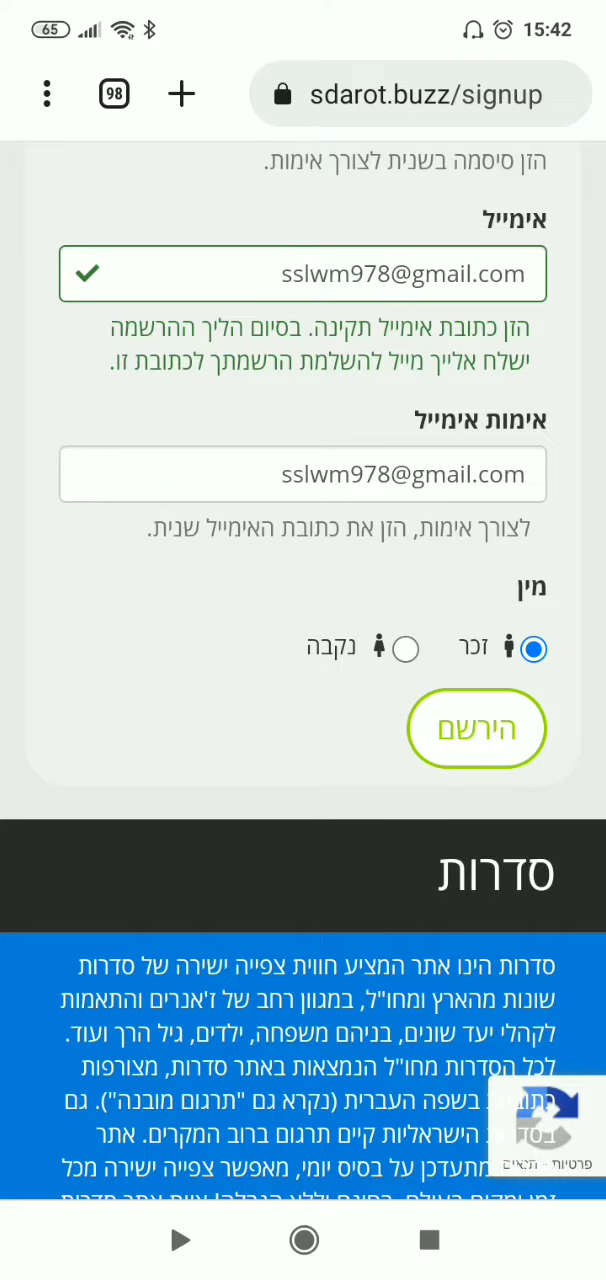 65
15:42
98
sdarot.buzz/signup
הזן סיסמה בשנית לצורך אימות.
אימייל
sslwm978@gmail.com
הזן כתובת אימייל תקינה. בסיום הליך ההרשמה
ישלח אלייך מייל להשלמת הרשמתך לכתובת זו.
אימות אימייל
sslwm978@gmail.com
לצורך אימות, הזן את כתובת האימייל שנית.
מין
זכר
נקבה
הירשם
סדרות
סדרות הינו אתר המציע חווית צפייה ישירה של סדרות
שונות מהארץ ומחו"ל, במגוון רחב של ז'אנרים והתאמות
לקהלי יעד שונים, בניהם משפחה, ילדים, גיל הרך ועוד.
לכל הסדרות מחו"ל הנמצאות באתר סדרות, מצורפות
בשפה העברית (נקרא גם "תרגום מובנה"). גם
הישראליות קיים תרגום ברוב המקרים. אתר
מתעדכן על בסיס יומי, מאפשר צפייה ישירה מכל
פרטיות - תנאים